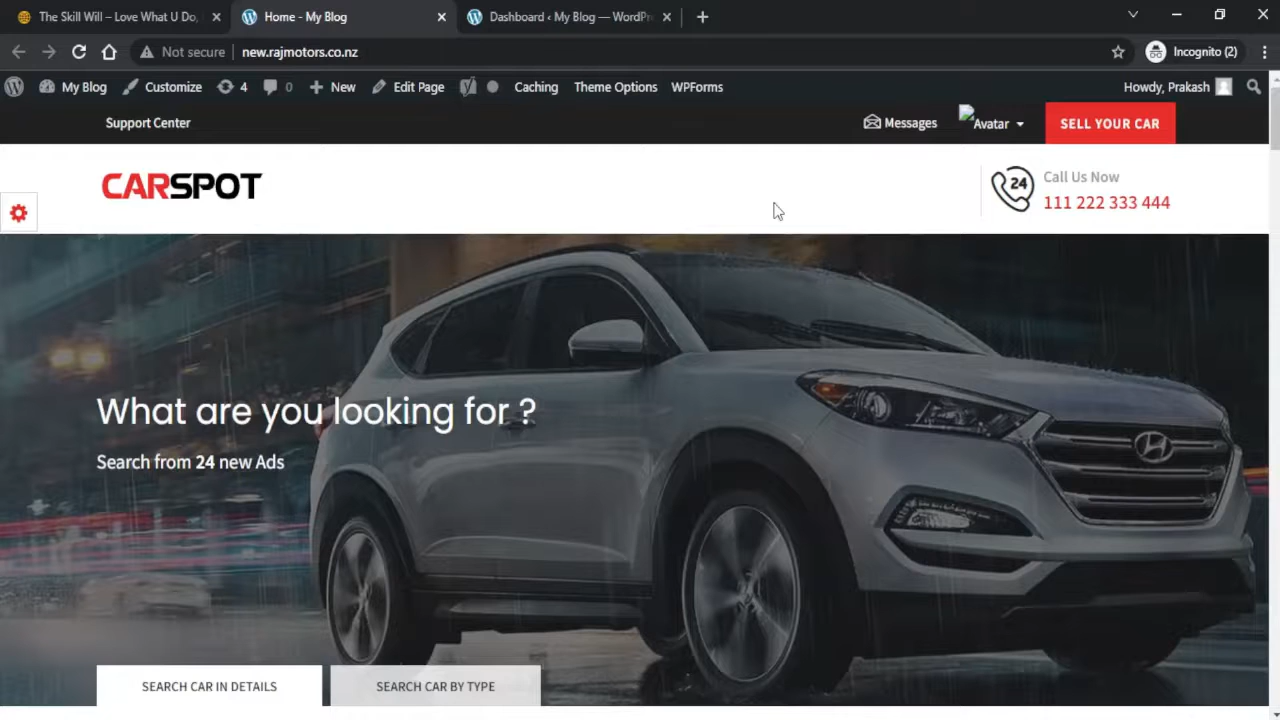 The Skill Will – Love What U Do,
Home - My Blog
Dashboard ‹ My Blog — WordPr
Not secure
new.rajmotors.co.nz
Incognito (2)
My Blog
Customize
4
0
New
Edit Page
Caching
Theme Options
WPForms
Howdy, Prakash
Support Center
Messages
Avatar
SELL YOUR CAR
CARSPOT
24
Call Us Now
111 222 333 444
What are you looking for ?
Search from 24 new Ads
SEARCH CAR IN DETAILS
SEARCH CAR BY TYPE